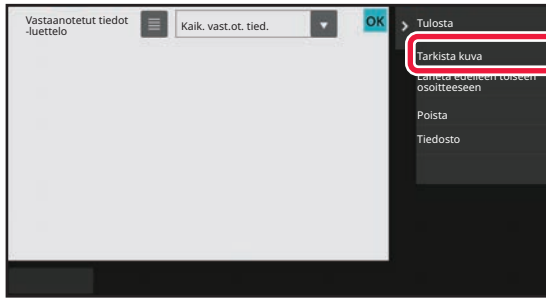 Vastaanotetut tiedot
-luettelo
Kaik. vast.ot. tied.
OK
Tulosta
Tarkista kuva
Lähetä edelleen toiseen
osoitteeseen
Poista
Tiedosto